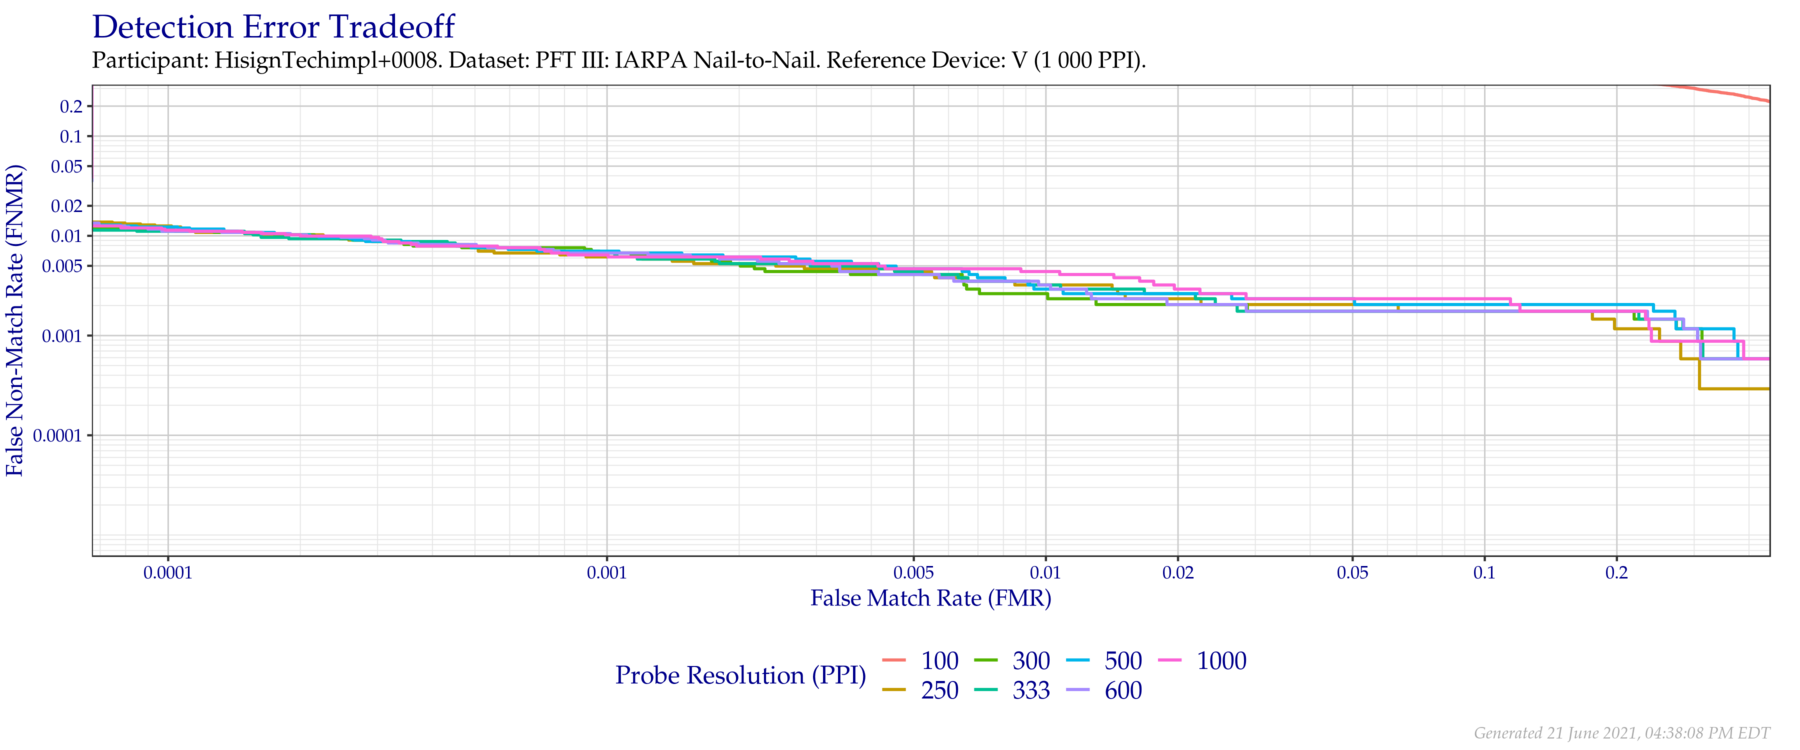 Detection Error Tradeoff
Participant: HisignTechimpl+0008. Dataset: PFT III: IARPA Nail-to-Nail. Reference Device: V (1 000 PPI).
False Non-Match Rate (FNMR)
0.2
0.1
0.05
0.02
0.01
0.005
0.001
0.0001
0.0001 0.001 0.005 0.01 0.02 0.05 0.1 0.2
False Match Rate (FMR)
Probe Resolution (PPI)
100 300 500 1000
250 333 600
Generated 21 June 2021, 04:38:08 PM EDT